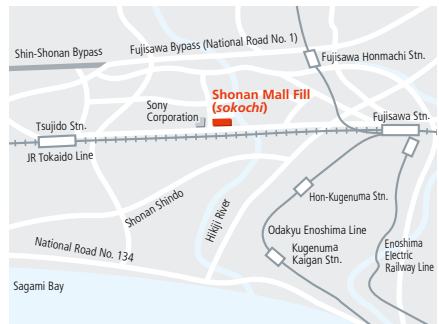 Fujisawa Bypass (National Road No. 1)
Shin-Shonan Bypass
Fujisawa Honmachi Stn.
Shonan Mall Fill
(sokochi)
Sony
Corporation
Fujisawa Stn.
Tsujido Stn.
JR Tokaido Line
Shonan Shindo
Hikiji River
Hon-Kugenuma Stn.
Odakyu Enoshima Line
Kugenuma
Kaigan Stn.
Enoshima
Electric
Railway Line
National Road No. 134
Sagami Bay